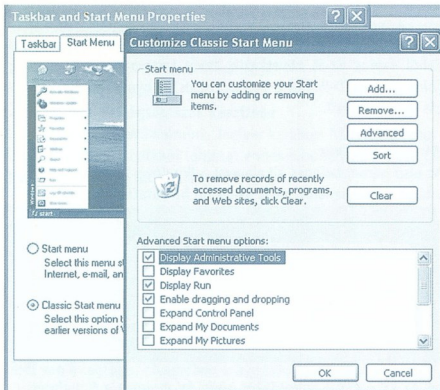 Taskbar and Start Menu Properties
Taskbar
Start Menu
Start menu
Select this menu st
Internet, e-mail, an
Classic Start menu
Select this option t
earlier versions of
Customize Classic Start Menu
Start menu
You can customize your Start
menu by adding or removing
items.
Add...
Remove...
Advanced
Sort
To remove records of recently
accessed documents, programs,
and Web sites, click Clear.
Clear
Advanced Start menu options:
Display Administrative Tools
Display Favorites
Display Run
Enable dragging and dropping
Expand Control Panel
Expand My Documents
Expand My Pictures
OK
Cancel